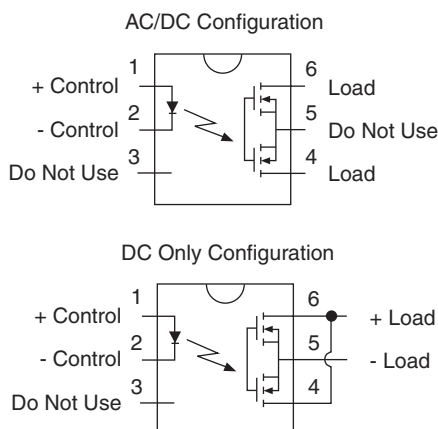 AC/DC Configuration
1
+ Control
2
- Control
3
Do Not Use
6
Load
5
Do Not Use
4
Load
DC Only Configuration
1
+ Control
2
- Control
3
Do Not Use
6
+ Load
5
- Load
4